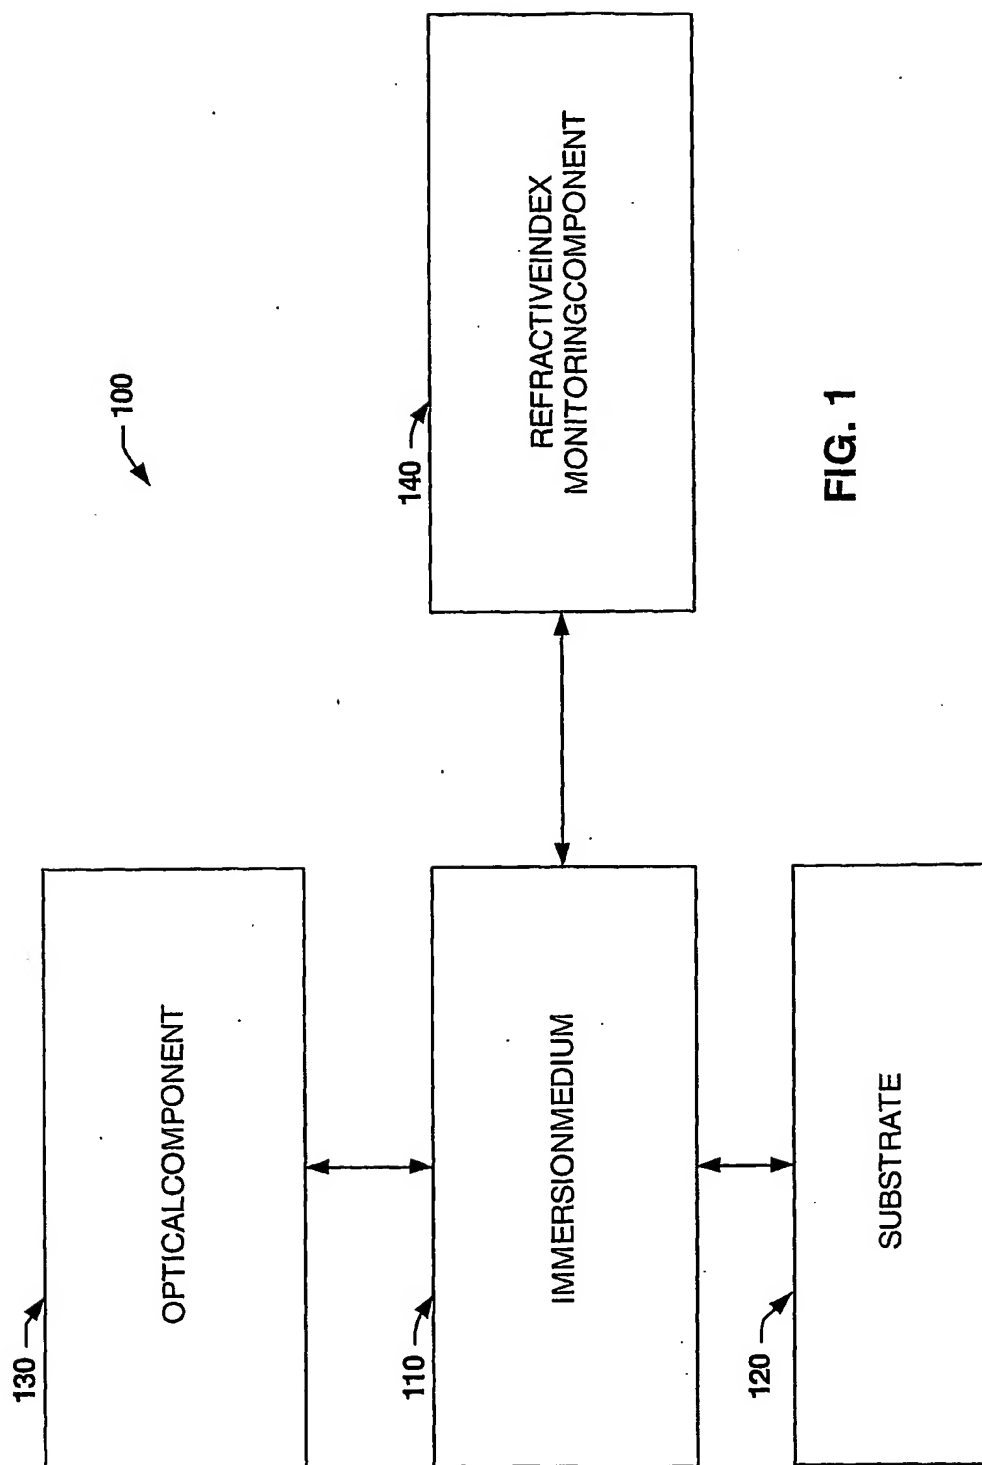 130
100
OPTICALCOMPONENT
110
140
IMMERSIONMEDIUM
REFRACTIVEINDEX
MONITORINGCOMPONENT
120
SUBSTRATE
FIG. 1